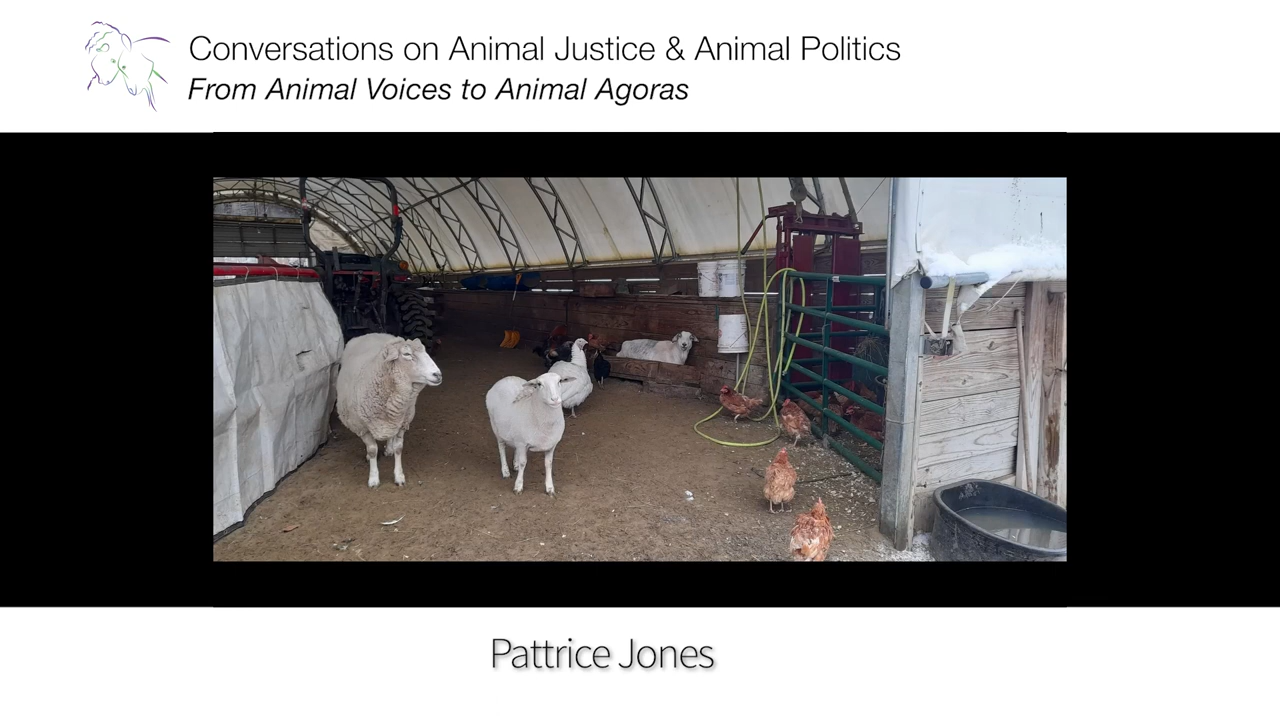 Conversations on Animal Justice & Animal Politics
From Animal Voices to Animal Agoras
Pattrice Jones